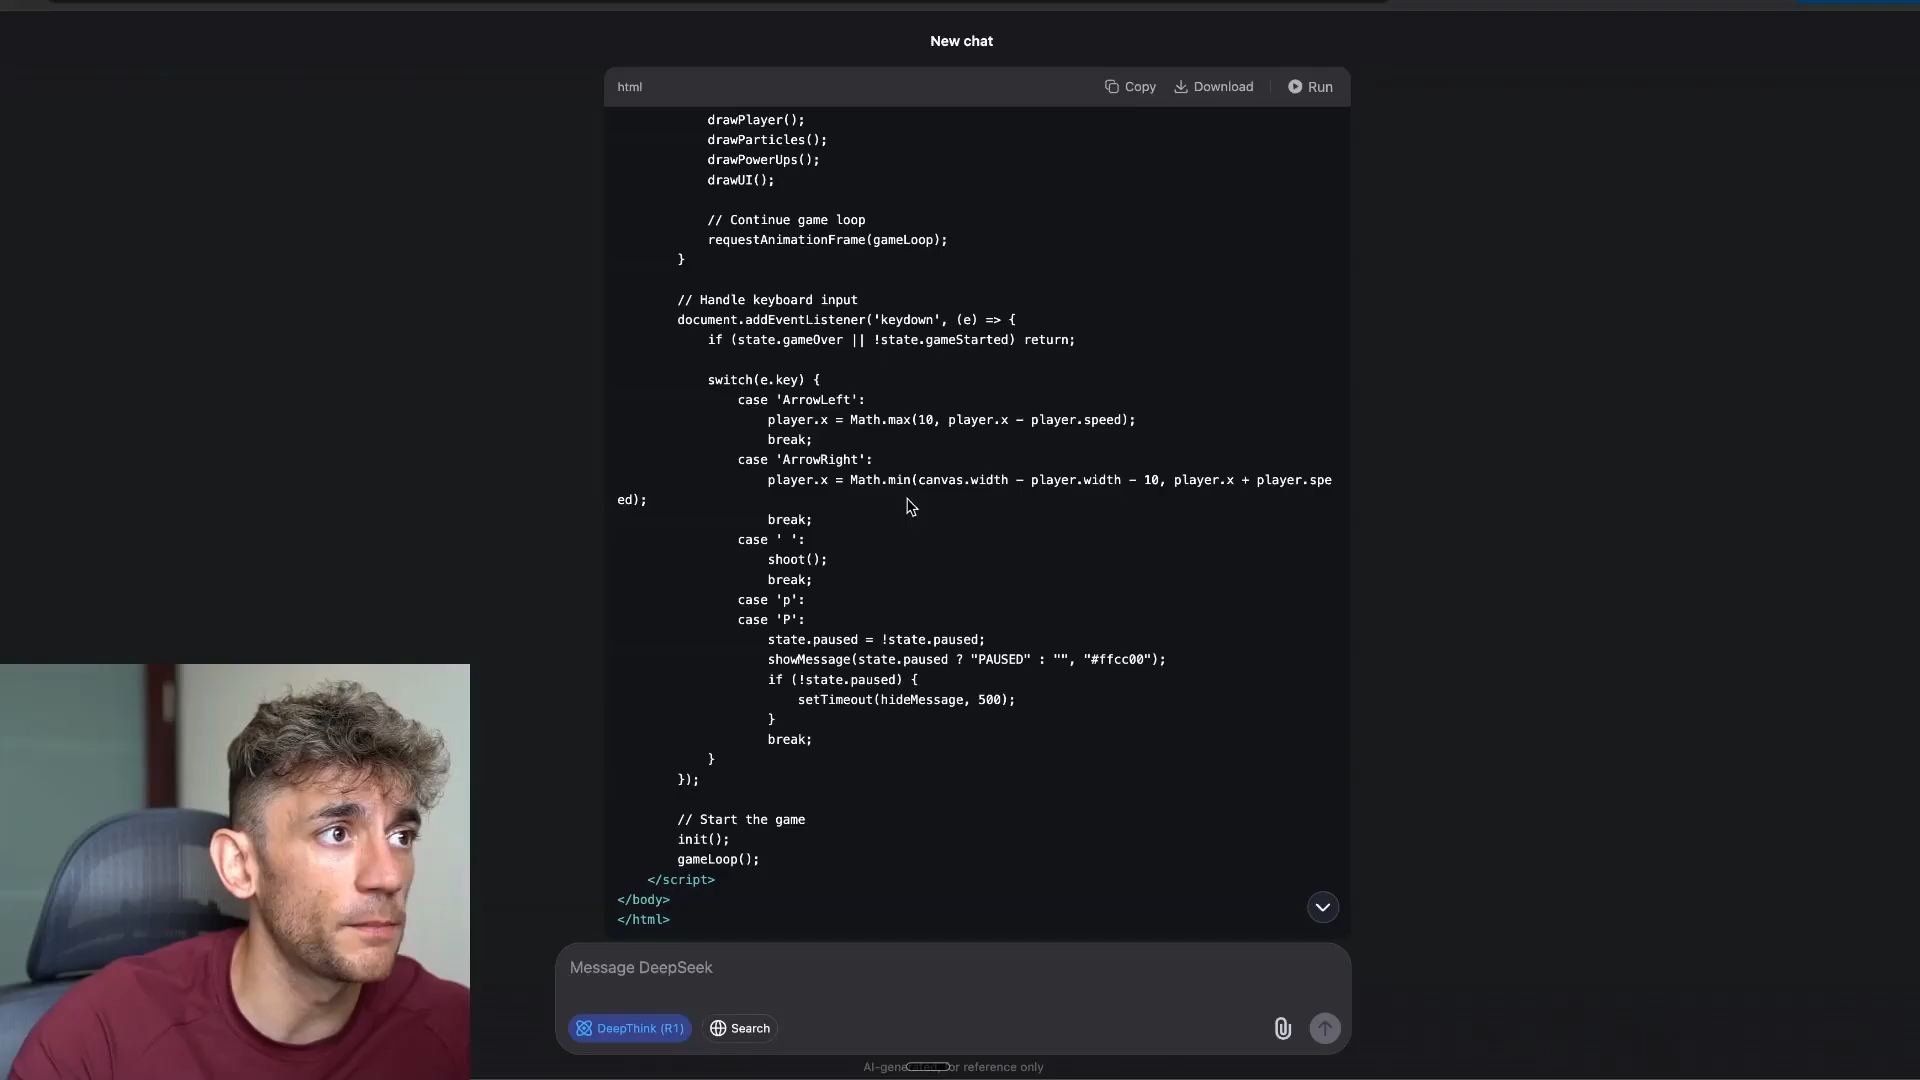 New chat
html
Copy
Download
Run
drawPlayer();
drawParticles();
drawPowerUps();
drawUI();
// Continue game loop
requestAnimationFrame(gameLoop);
}
// Handle keyboard input
document.addEventListener('keydown', (e) => {
if (state.gameOver || !state.gameStarted) return;
switch(e.key) {
case 'ArrowLeft':
player.x = Math.max(10, player.x - player.speed);
break;
case 'ArrowRight':
player.x = Math.min(canvas.width - player.width - 10, player.x + player.spe
ed);
break;
case ' ':
shoot();
break;
case 'p':
case 'P':
state.paused = !state.paused;
showMessage(state.paused ? "PAUSED" : "", "#ffcc00");
if (!state.paused) {
setTimeout(hideMessage, 500);
}
break;
}
});
// Start the game
init();
gameLoop();
</script>
</body>
</html>
Message DeepSeek
DeepThink (R1)
Search
reference only